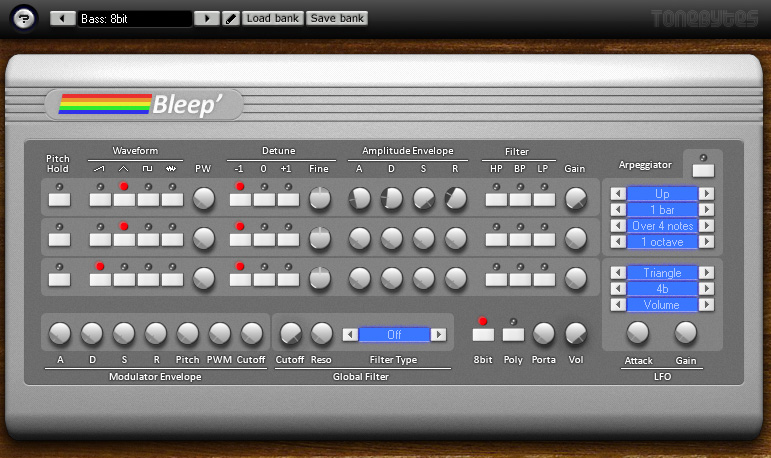 ?
Bass: 8bit
Load bank
Save bank
ToneBytes
Bleep'
Waveform
Detune
Amplitude Envelope
Filter
Arpeggiator
Pitch
Hold
PW
-1
0
+1
Fine
A
D
S
R
HP
BP
LP
Gain
Up
1 bar
Over 4 notes
1 octave
Triangle
4b
Volume
Off
A
D
S
R
Pitch
PWM
Cutoff
Cutoff
Reso
Filter Type
8bit
Poly
Porta
Vol
Attack
Gain
Modulator Envelope
Global Filter
LFO